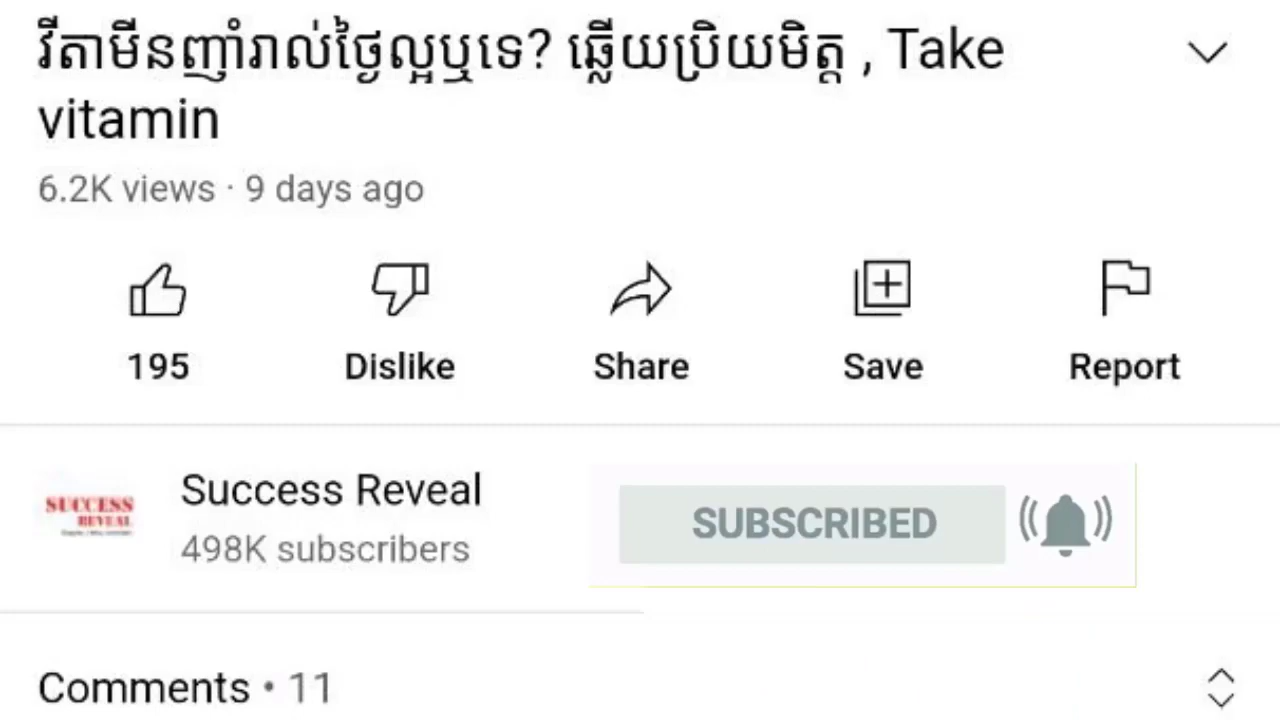 វីតាមីនញ៉ាំរាល់ថ្ងៃល្អឬទេ? ឆ្លើយប្រិយមិត្ត , Take
vitamin
6.2K views · 9 days ago
195 Dislike Share Save Report
SUCCESS
REVEAL
Success Reveal
498K subscribers
SUBSCRIBED
Comments • 11